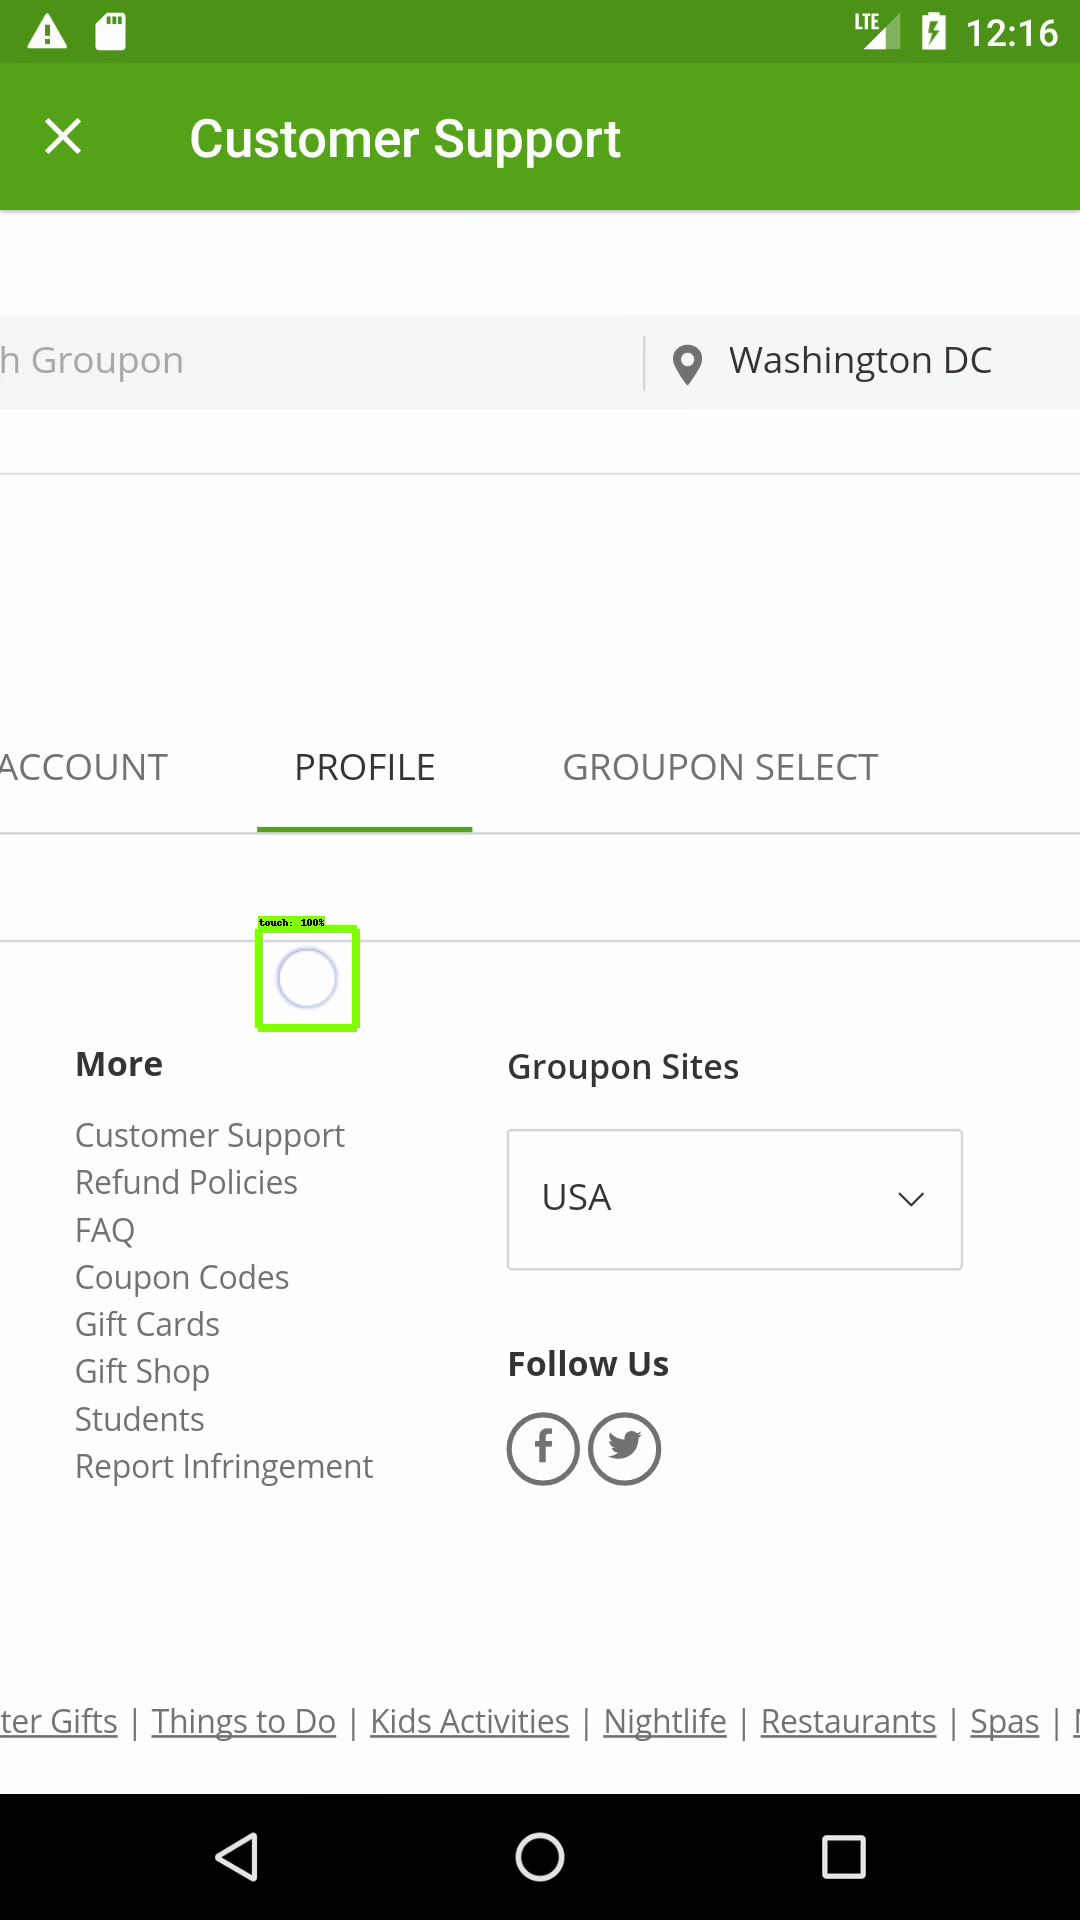 LTE 12:16
Customer Support
h Groupon Washington DC
ACCOUNT PROFILE GROUPON SELECT
touch: 100%
More
Customer Support
Refund Policies
FAQ
Coupon Codes
Gift Cards
Gift Shop
Students
Report Infringement
Groupon Sites
USA
Follow Us
ter Gifts | Things to Do | Kids Activities | Nightlife | Restaurants | Spas |